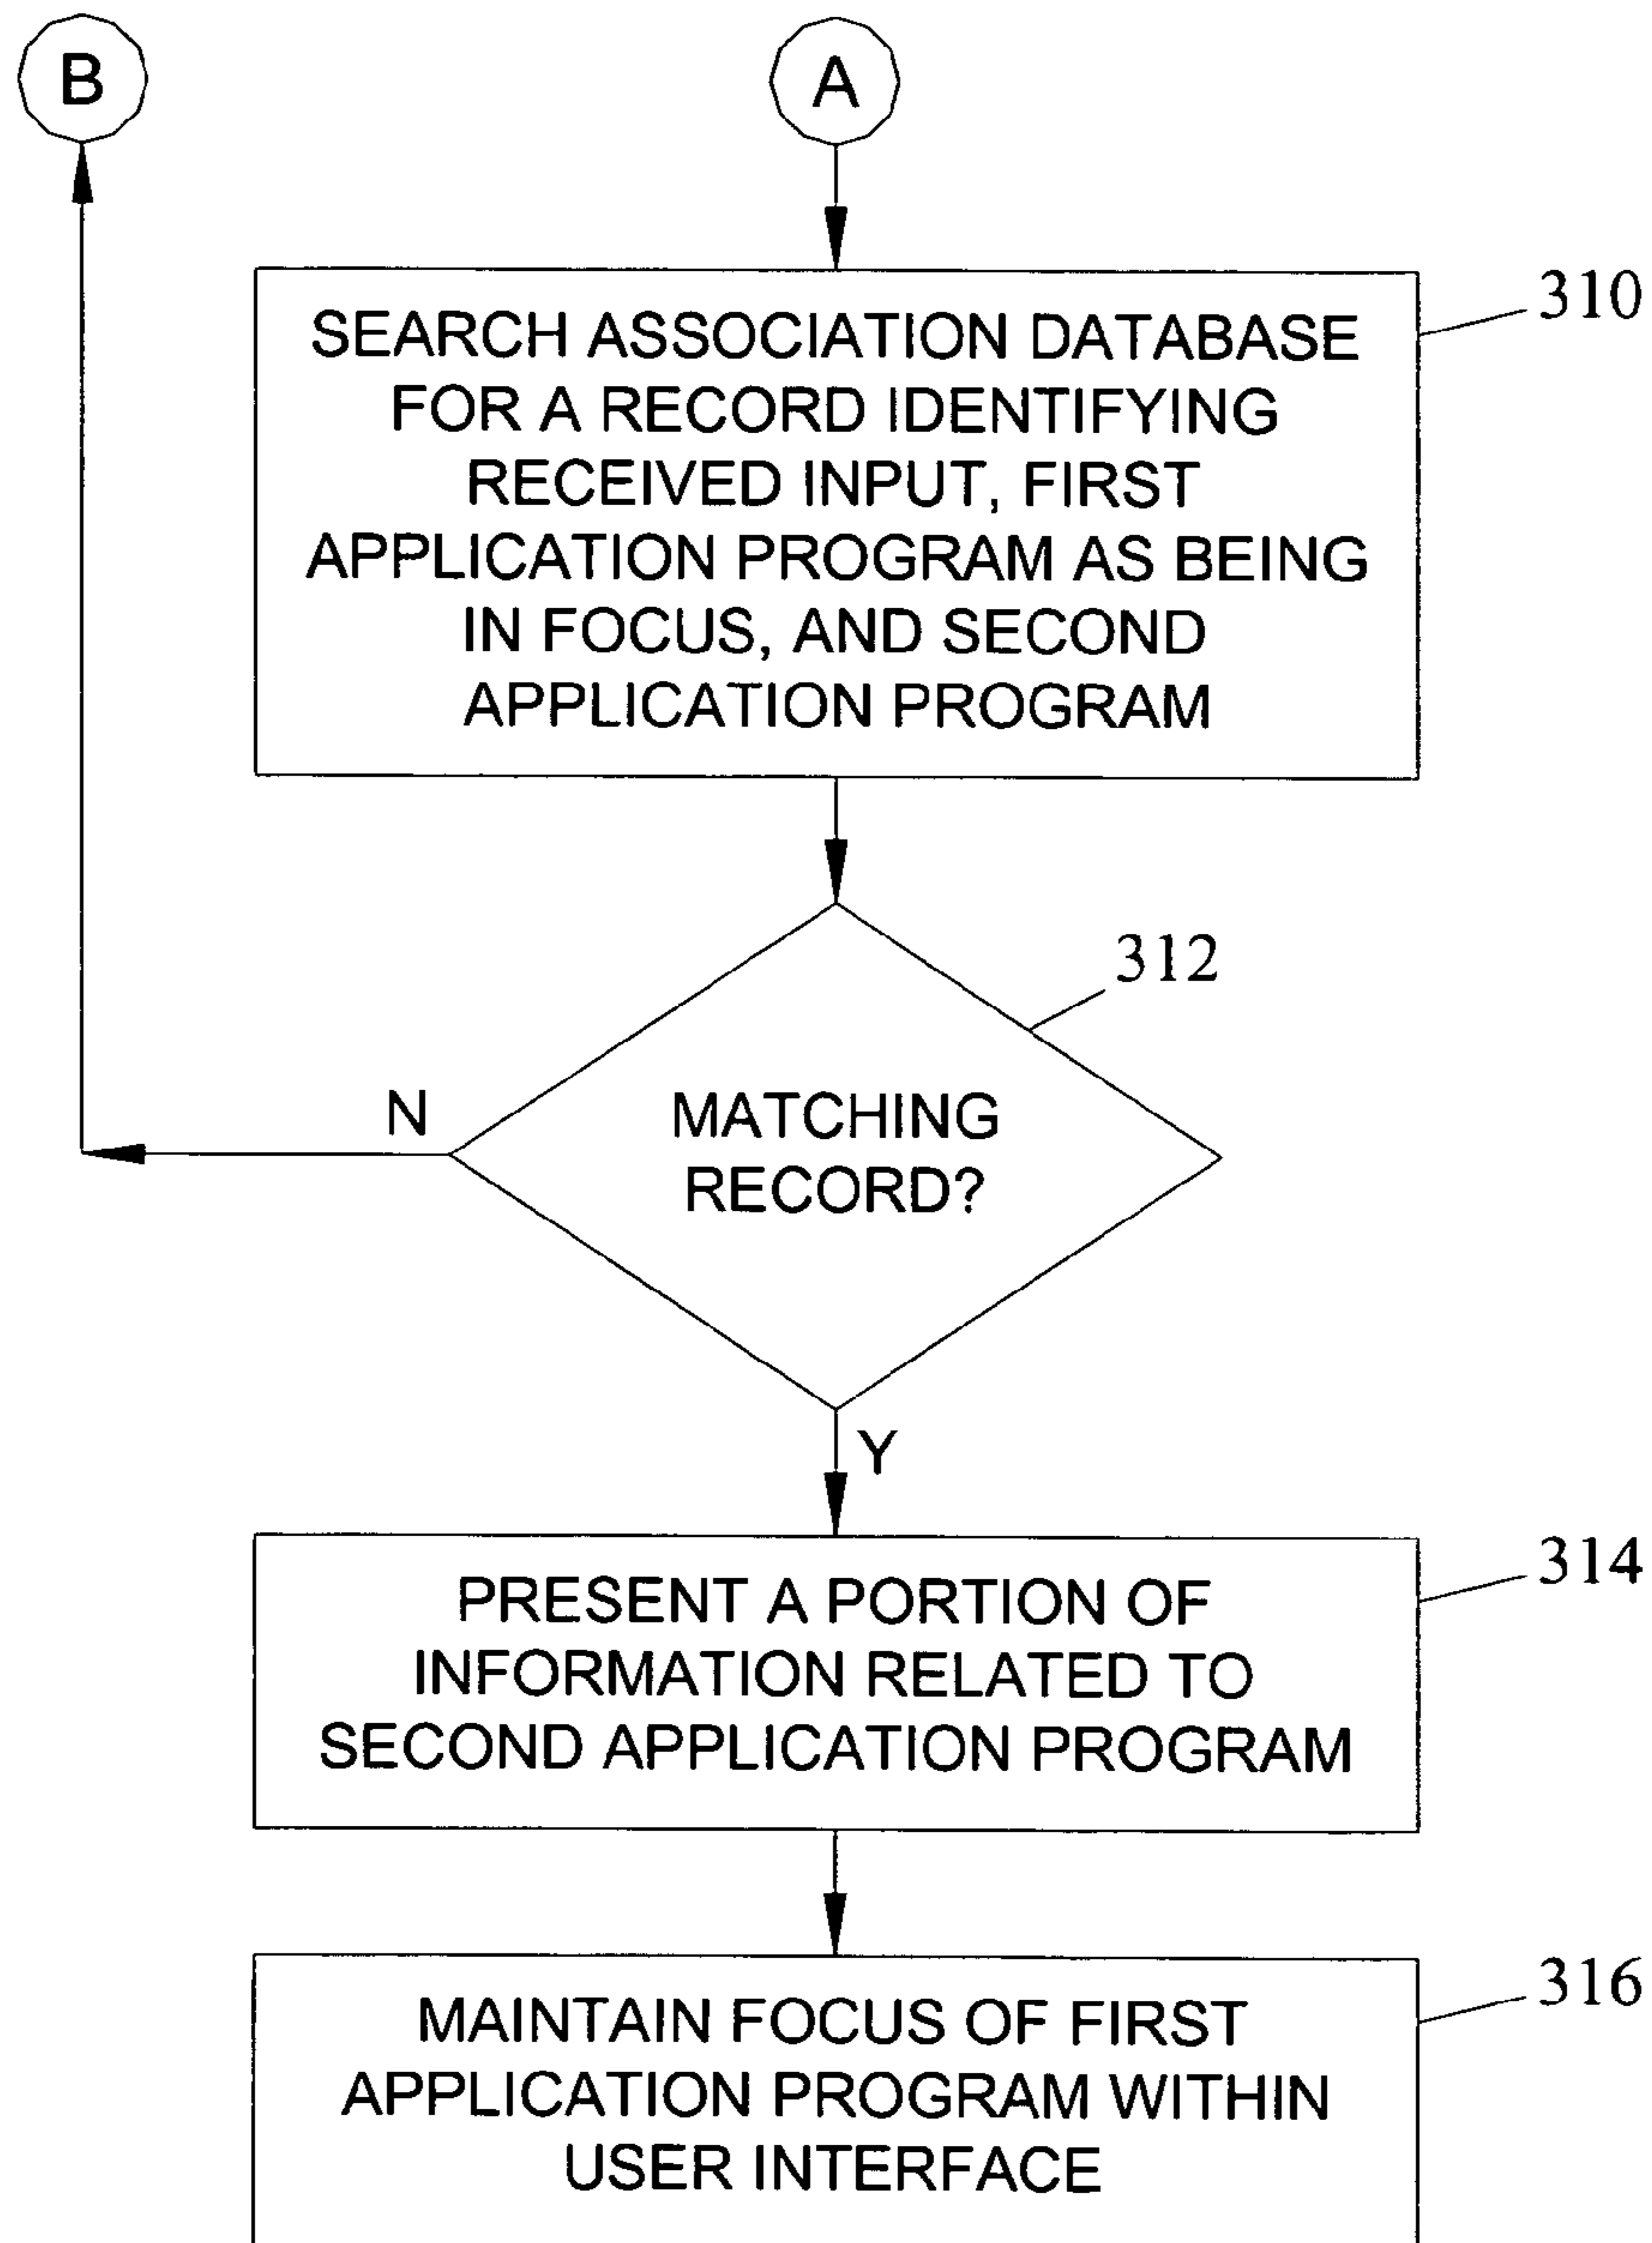 B
A
310
SEARCH ASSOCIATION DATABASE
FOR A RECORD IDENTIFYING
RECEIVED INPUT, FIRST
APPLICATION PROGRAM AS BEING
IN FOCUS, AND SECOND
APPLICATION PROGRAM
312
N
MATCHING
RECORD?
Y
314
PRESENT A PORTION OF
INFORMATION RELATED TO
SECOND APPLICATION PROGRAM
316
MAINTAIN FOCUS OF FIRST
APPLICATION PROGRAM WITHIN
USER INTERFACE